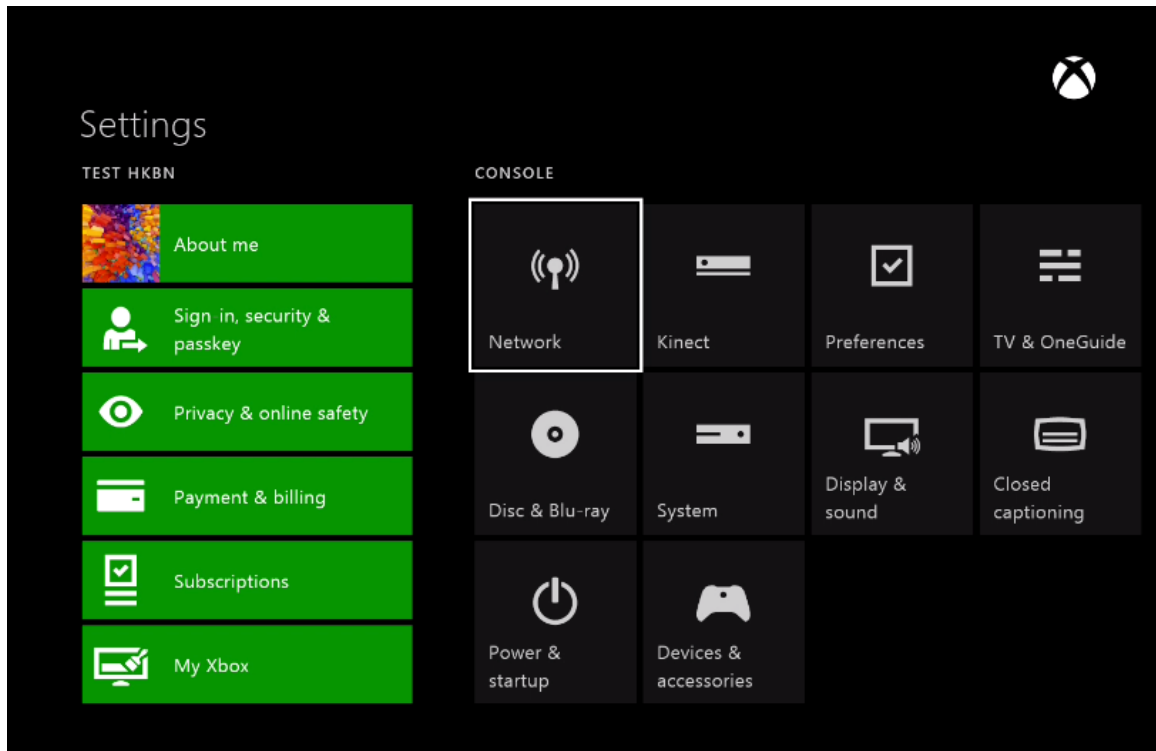 Settings
TEST HKBN
About me
Sign-in, security &
passkey
Privacy & online safety
Payment & billing
Subscriptions
My Xbox
CONSOLE
Network
Kinect
Preferences
TV & OneGuide
Disc & Blu-ray
System
Display &
sound
Closed
captioning
Power &
startup
Devices &
accessories